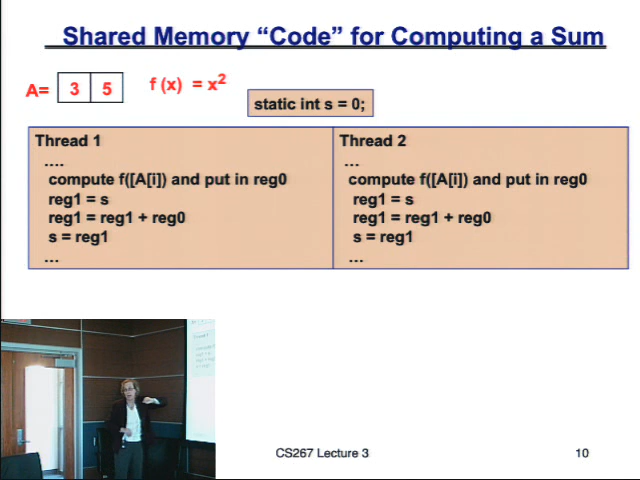 Shared Memory “Code” for Computing a Sum
A= 3 5 f (x) = x2
static int s = 0;
Thread 1
....
compute f([A[i]) and put in reg0
reg1 = s
reg1 = reg1 + reg0
s = reg1
...
Thread 2
...
compute f([A[i]) and put in reg0
reg1 = s
reg1 = reg1 + reg0
s = reg1
...
CS267 Lecture 3 10